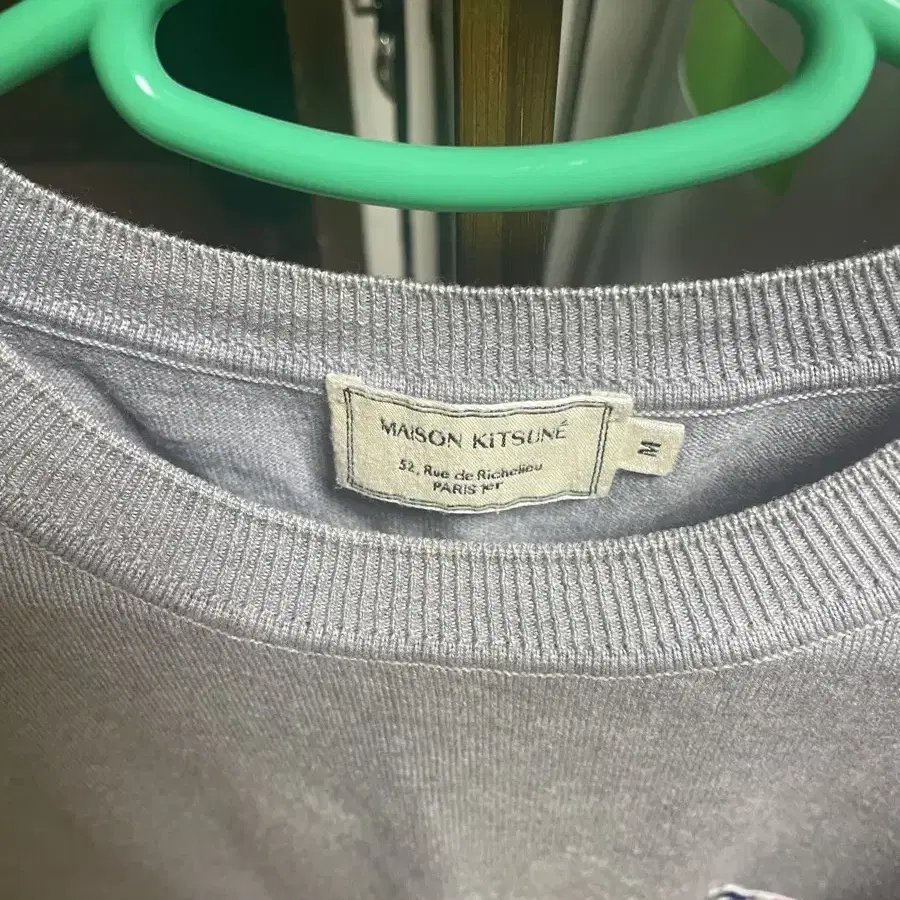 MAISON KITSUNÉ
52, Rue de Richelieu
PARIS 1er
M